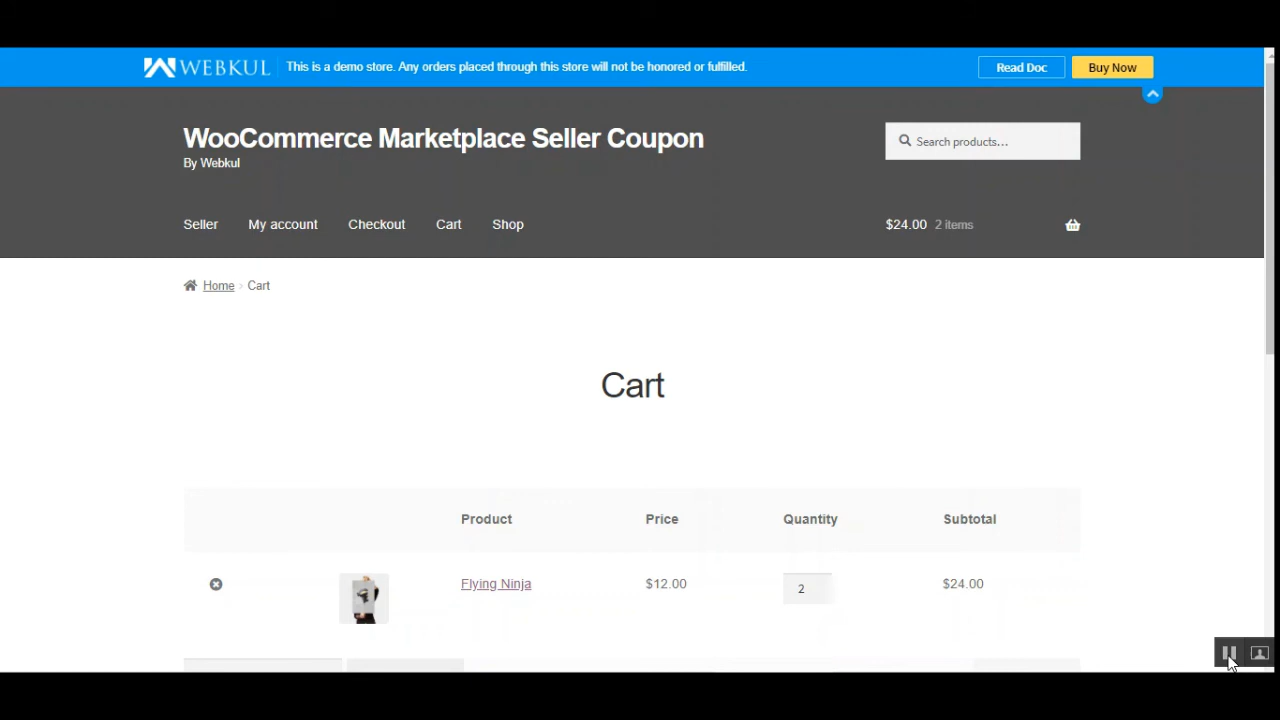 WEBKUL This is a demo store. Any orders placed through this store will not be honored or fulfilled. Read Doc Buy Now
WooCommerce Marketplace Seller Coupon
By Webkul
Search products…
Seller My account Checkout Cart Shop $24.00 2 items
Home › Cart
Cart
Product Price Quantity Subtotal
Flying Ninja $12.00 2 $24.00